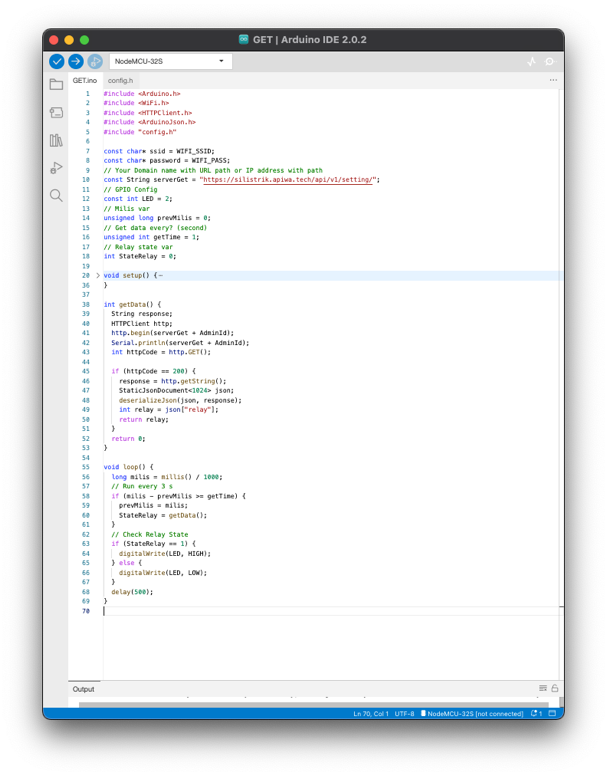 GET | Arduino IDE 2.0.2
NodeMCU-32S
GET.ino config.h
1 #include <Arduino.h>
2 #include <WiFi.h>
3 #include <HTTPClient.h>
4 #include <ArduinoJson.h>
5 #include "config.h"
6
7 const char* ssid = WIFI_SSID;
8 const char* password = WIFI_PASS;
9 // Your Domain name with URL path or IP address with path
10 const String serverGet = "https://silistrik.apiwa.tech/api/v1/setting/";
11 // GPIO Config
12 const int LED = 2;
13 // Milis var
14 unsigned long prevMilis = 0;
15 // Get data every? (second)
16 unsigned int getTime = 1;
17 // Relay state var
18 int StateRelay = 0;
19
20 void setup() {
36 }
37
38 int getData() {
39 String response;
40 HTTPClient http;
41 http.begin(serverGet + AdminId);
42 Serial.println(serverGet + AdminId);
43 int httpCode = http.GET();
44
45 if (httpCode == 200) {
46 response = http.getString();
47 StaticJsonDocument<1024> json;
48 deserializeJson(json, response);
49 int relay = json["relay"];
50 return relay;
51 }
52 return 0;
53 }
54
55 void loop() {
56 long milis = millis() / 1000;
57 // Run every 3 s
58 if (milis - prevMilis >= getTime) {
59 prevMilis = milis;
60 StateRelay = getData();
61 }
62 // Check Relay State
63 if (StateRelay == 1) {
64 digitalWrite(LED, HIGH);
65 } else {
66 digitalWrite(LED, LOW);
67 }
68 delay(500);
69 }
70
Output
Ln 70, Col 1 UTF-8 NodeMCU-32S [not connected] 1